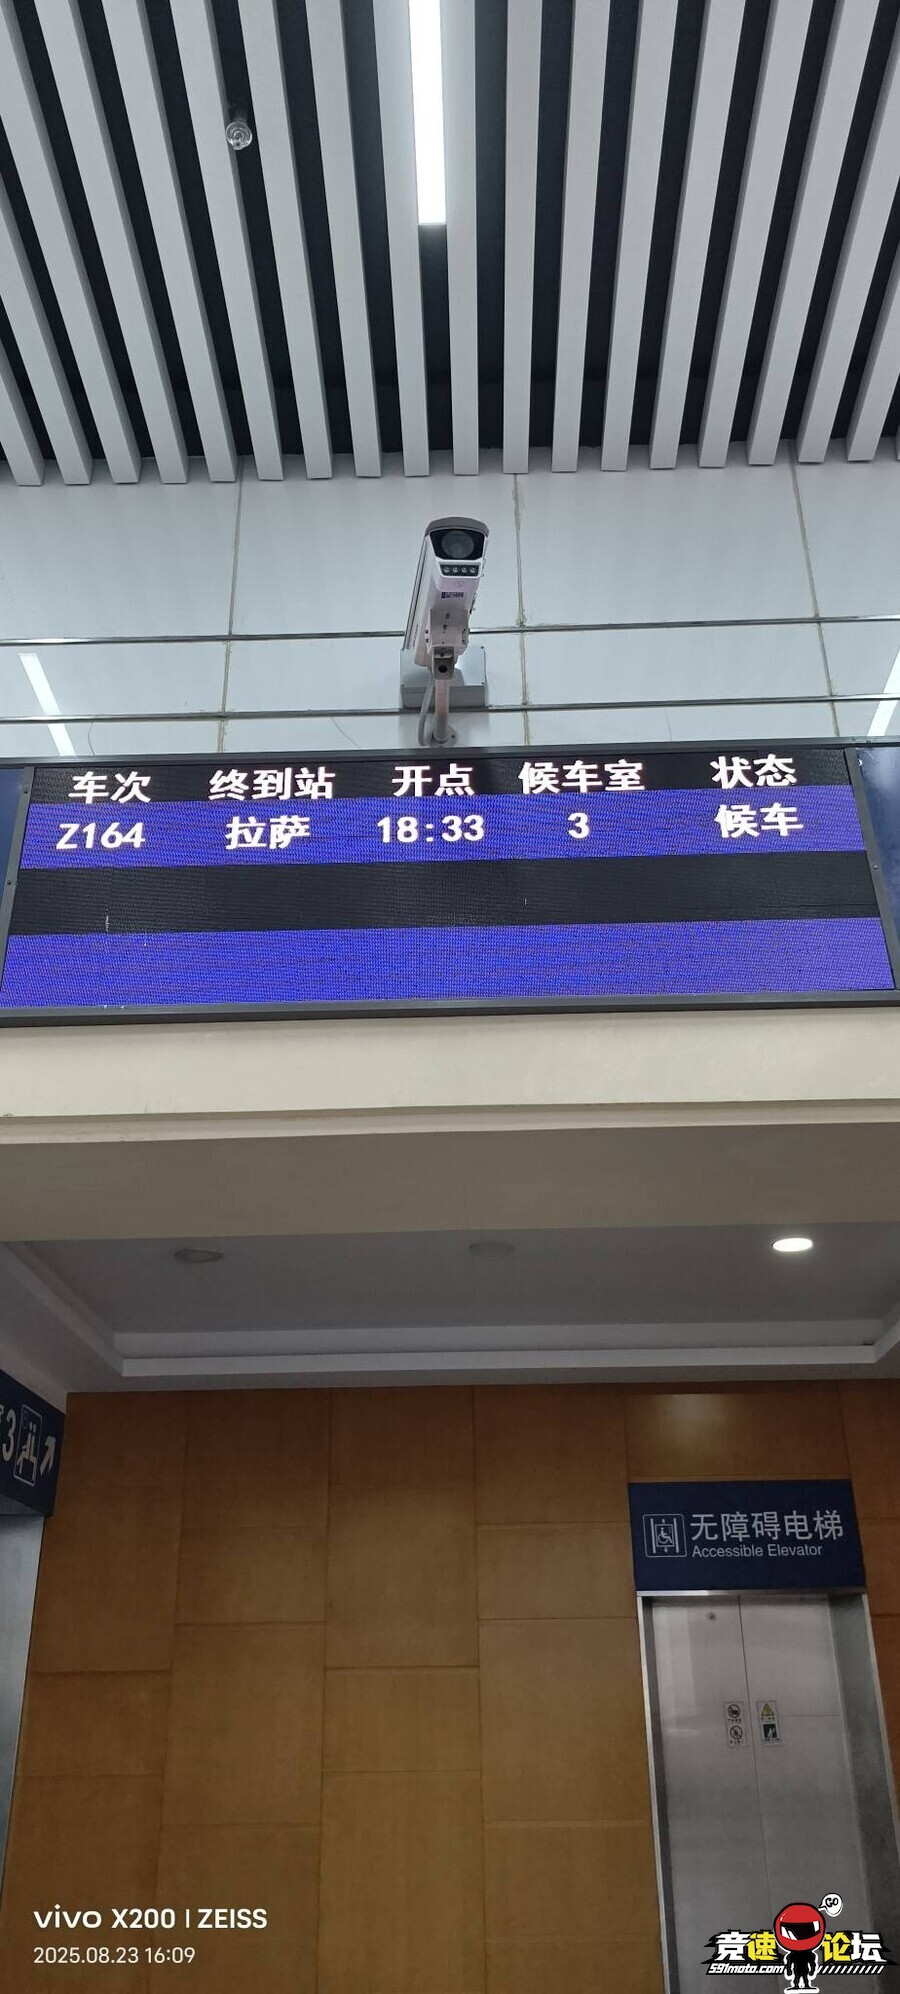 车次 终到站 开点 候车室 状态
Z164 拉萨 18:33 3 候车
3
无障碍电梯
Accessible Elevator
vivo X200 | ZEISS
2025.08.23 16:09
GO
竞速论坛
591moto.com